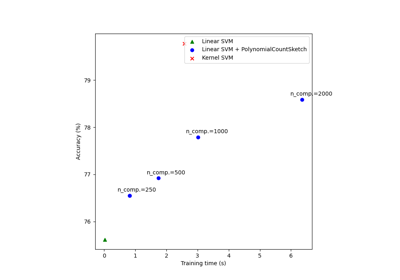 Linear SVM
Linear SVM + PolynomialCountSketch
Kernel SVM
79
n_comp.=2000
78
n_comp.=1000
77
n_comp.=500
n_comp.=250
76
Accuracy (%)
0 1 2 3 4 5 6
Training time (s)